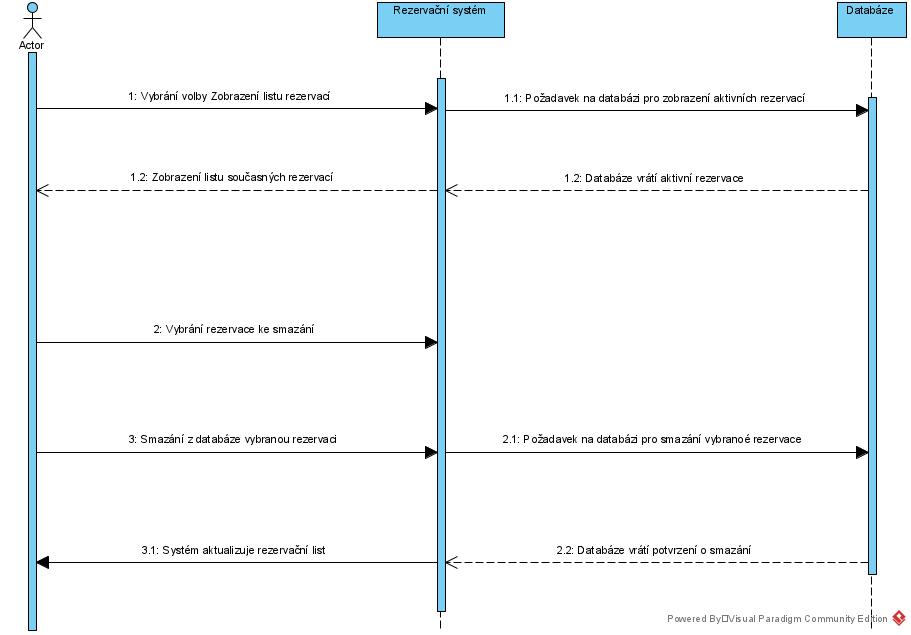 Rezervační systém
Databáze
Actor
1: Vybrání volby Zobrazení listu rezervací
1.1: Požadavek na databázi pro zobrazení aktivních rezervací
1.2: Zobrazení listu současných rezervací
1.2: Databáze vrátí aktivní rezervace
2: Vybrání rezervace ke smazání
3: Smazání z databáze vybranou rezervaci
2.1: Požadavek na databázi pro smazání vybranoé rezervace
3.1: Systém aktualizuje rezervační list
2.2: Databáze vrátí potvrzení o smazání
Powered By Visual Paradigm Community Edition